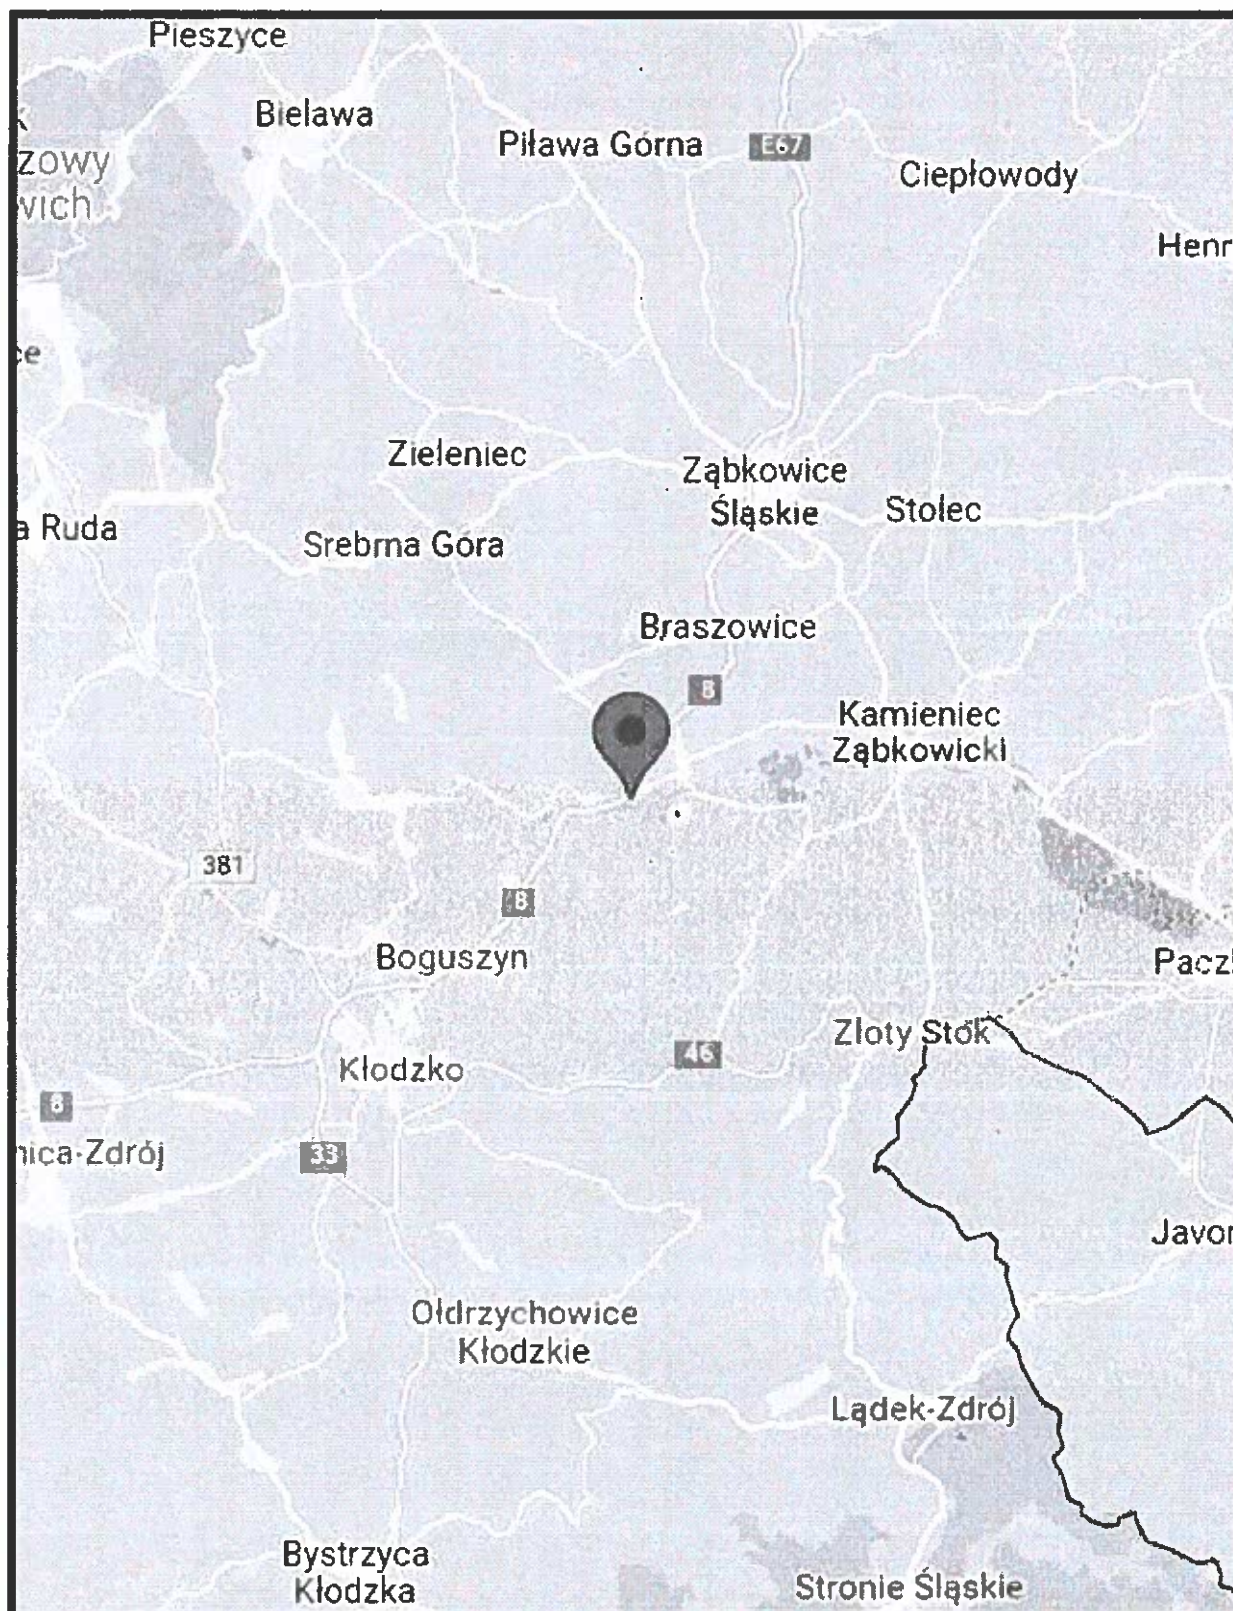 Pieszyce
Bielawa
Piława Górna
E67
Ciepłowody
zowy
wich
Henr
ce
Zieleniec
Ząbkowice
Śląskie
Stolec
a Ruda
Srebrna Góra
Braszowice
8
Kamieniec
Ząbkowicki
381
8
Boguszyn
Pacz
Złoty Stok
46
Kłodzko
8
nica-Zdrój
33
Javor
Ołdrzychowice
Kłodzkie
Lądek-Zdrój
Bystrzyca
Kłodzka
Stronie Śląskie